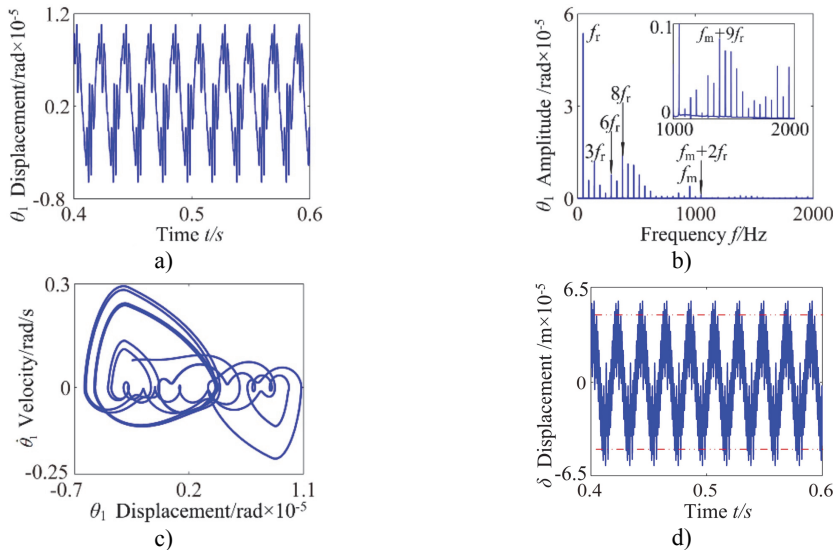 1.2
0.2
-0.8
0.4
0.5
0.6
θ₁ Displacement/rad×10⁻⁵
Time t/s
a)
6
3
0
0
1000
2000
θ₁ Amplitude /rad×10⁻⁵
Frequency f/Hz
fᵣ
3fᵣ
6fᵣ
8fᵣ
fₘ+2fᵣ
fₘ
0.1
0
1000
2000
fₘ+9fᵣ
b)
0.3
0
-0.25
-0.7
0.2
1.1
θ̇₁ Velocity/rad/s
θ₁ Displacement/rad×10⁻⁵
c)
6.5
0
-6.5
0.4
0.5
0.6
δ Displacement /m×10⁻⁵
Time t/s
d)